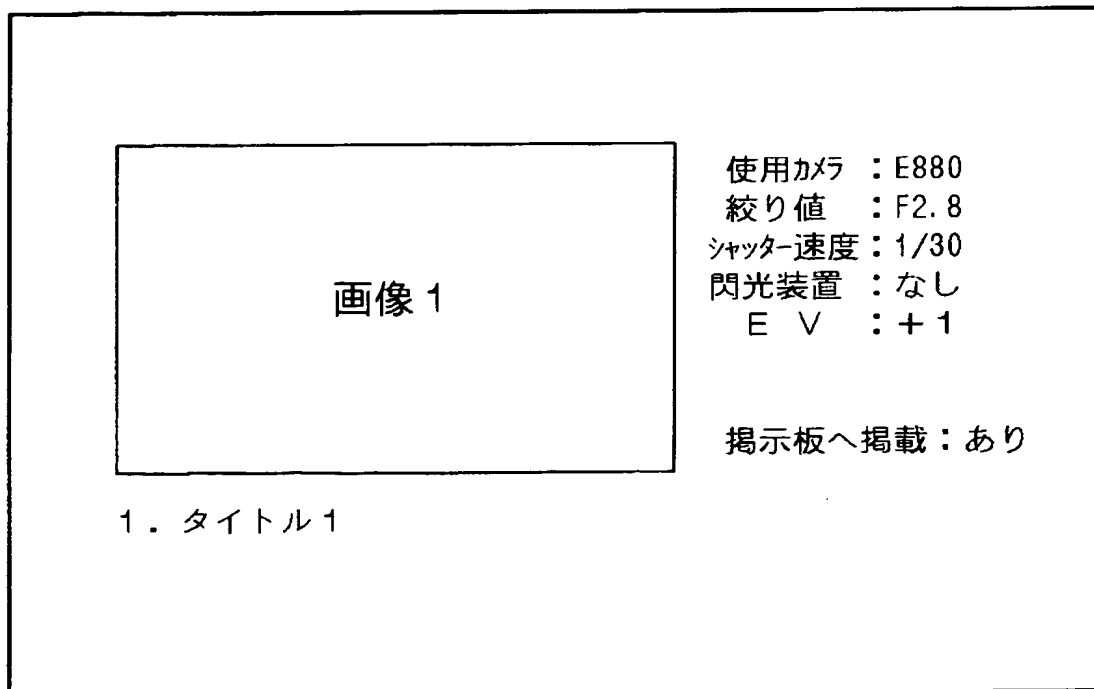 画像1
使用カメラ：E880
絞り値：F2.8
シャッター速度：1/30
閃光装置：なし
EV：＋1
掲示板へ掲載：あり
1．タイトル1